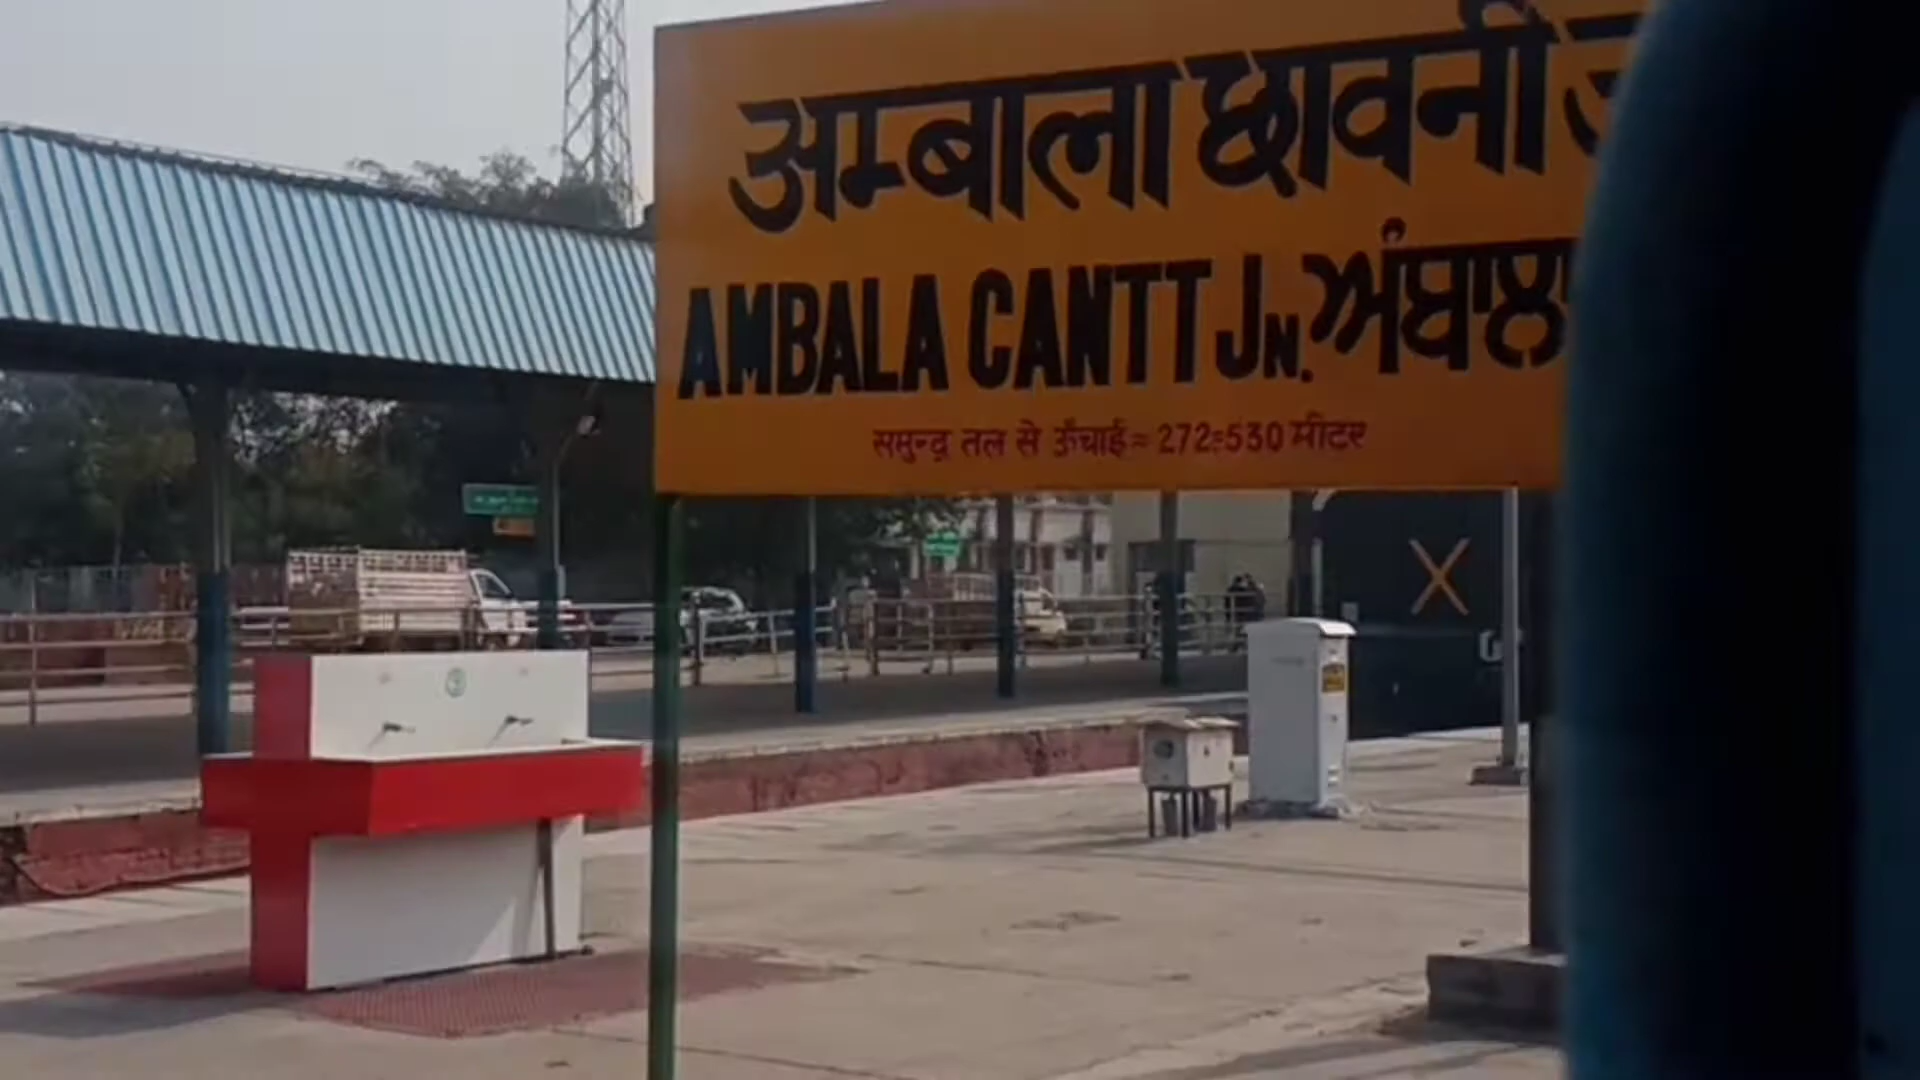 अम्बाला छावनी
AMBALA CANTT JN. ਅੰਬਾਲਾ
समुन्द्र तल से ऊँचाई = 272.530 मीटर